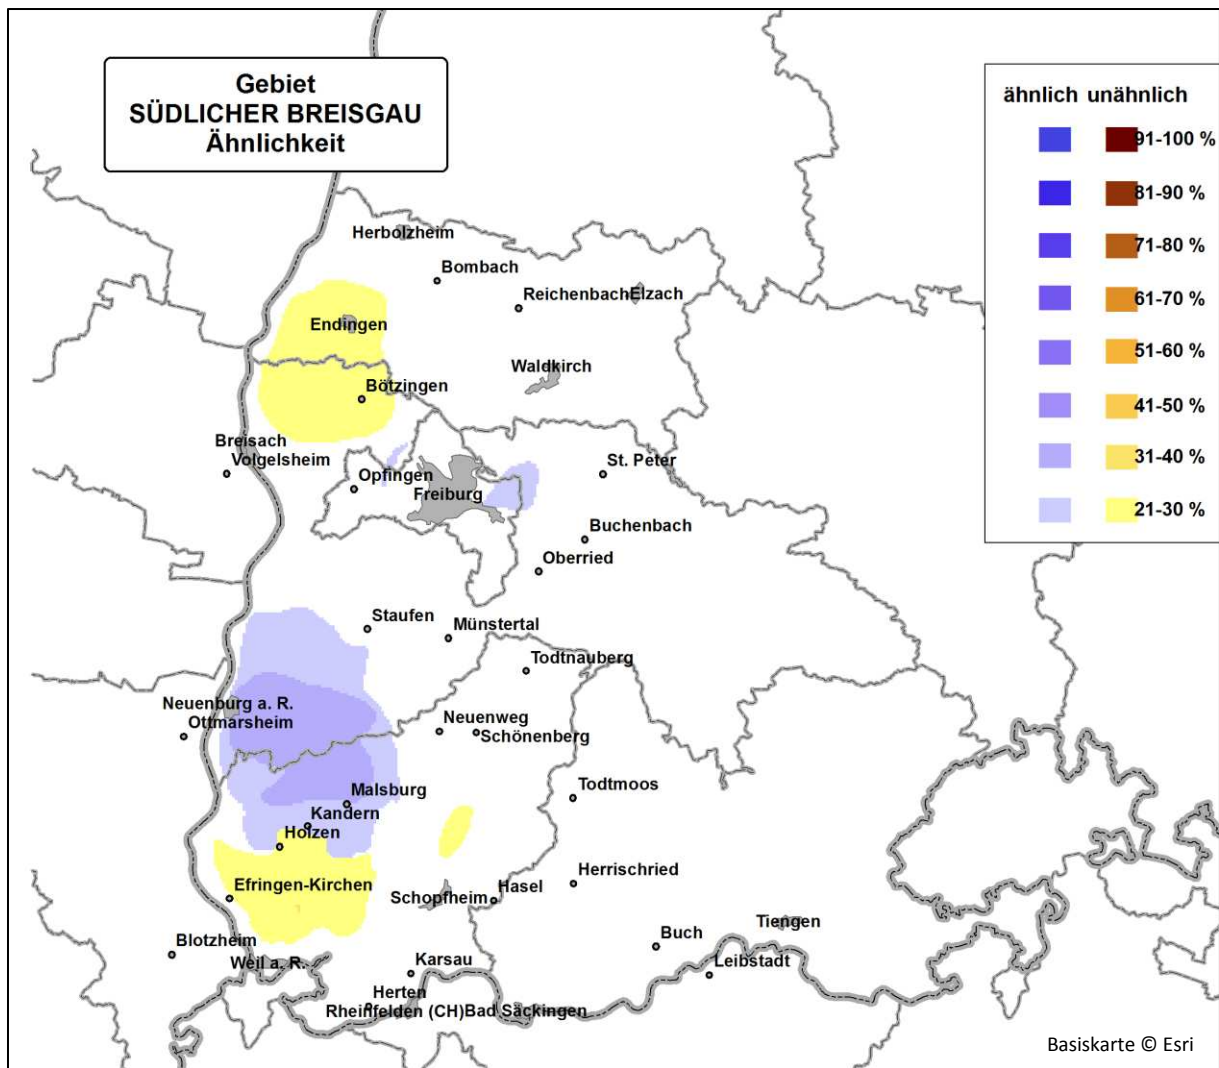 Gebiet
SÜDLICHER BREISGAU
Ähnlichkeit
ähnlich unähnlich
91-100 %
81-90 %
71-80 %
61-70 %
51-60 %
41-50 %
31-40 %
21-30 %
Herbolzheim
Bombach
Reichenbach
Elzach
Endingen
Waldkirch
Bötzingen
Breisach
Volgelsheim
Opfingen
Freiburg
St. Peter
Buchenbach
Oberried
Staufen
Münstertal
Todtnauberg
Neuenburg a. R.
Ottmarsheim
Neuenweg
Schönenberg
Malsburg
Todtmoos
Kandern
Holzen
Efringen-Kirchen
Schopfheim
Hasel
Herrischried
Blotzheim
Weil a. R.
Karsau
Buch
Tiengen
Leibstadt
Herten
Rheinfelden (CH)
Bad Säckingen
Basiskarte © Esri